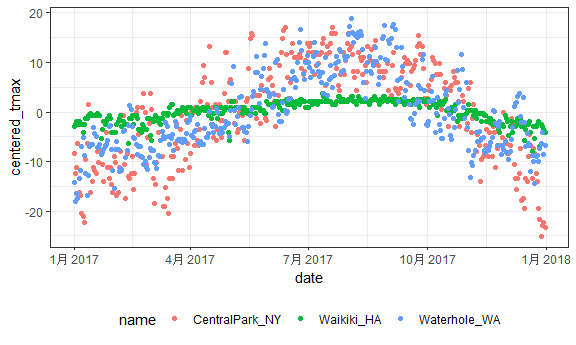 20
10
0
-10
-20
centered_tmax
1月 2017
4月 2017
7月 2017
10月 2017
1月 2018
date
name
CentralPark_NY
Waikiki_HA
Waterhole_WA